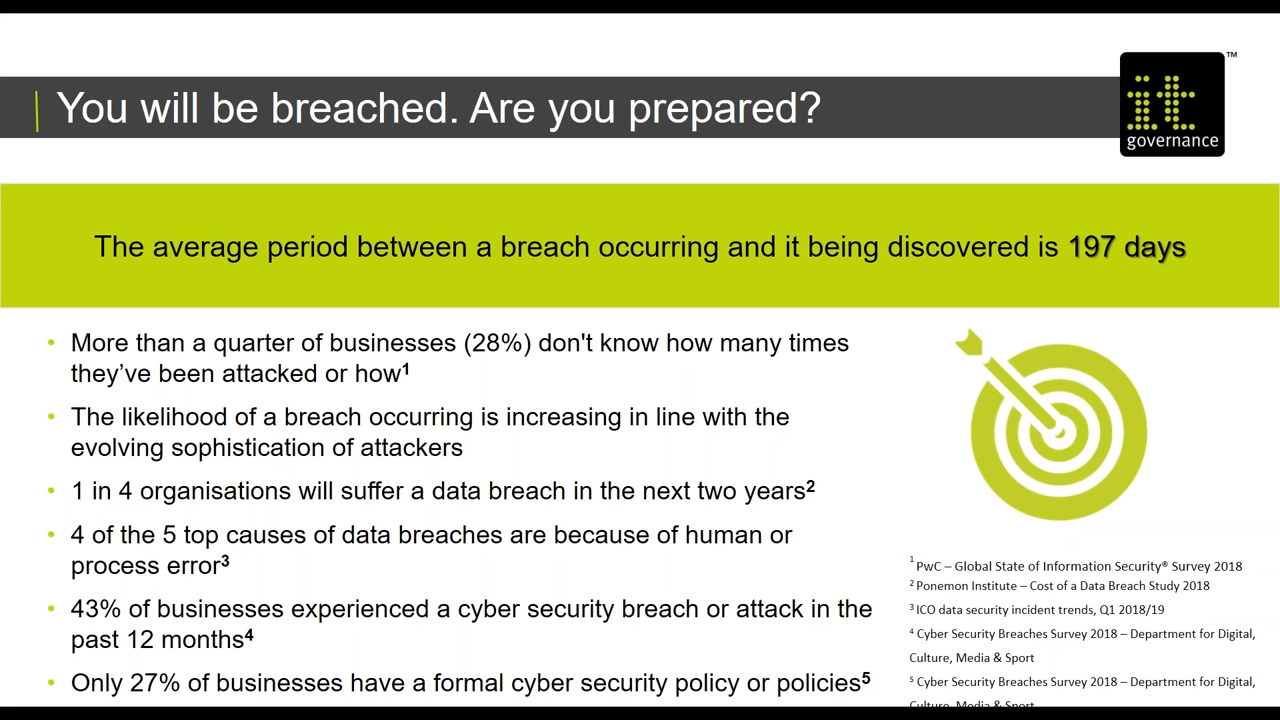 You will be breached. Are you prepared?
TM
it
governance
The average period between a breach occurring and it being discovered is 197 days
• More than a quarter of businesses (28%) don't know how many times
they’ve been attacked or how1
• The likelihood of a breach occurring is increasing in line with the
evolving sophistication of attackers
• 1 in 4 organisations will suffer a data breach in the next two years2
• 4 of the 5 top causes of data breaches are because of human or
process error3
• 43% of businesses experienced a cyber security breach or attack in the
past 12 months4
• Only 27% of businesses have a formal cyber security policy or policies5
1 PwC – Global State of Information Security® Survey 2018
2 Ponemon Institute – Cost of a Data Breach Study 2018
3 ICO data security incident trends, Q1 2018/19
4 Cyber Security Breaches Survey 2018 – Department for Digital,
Culture, Media & Sport
5 Cyber Security Breaches Survey 2018 – Department for Digital,
Culture, Media & Sport